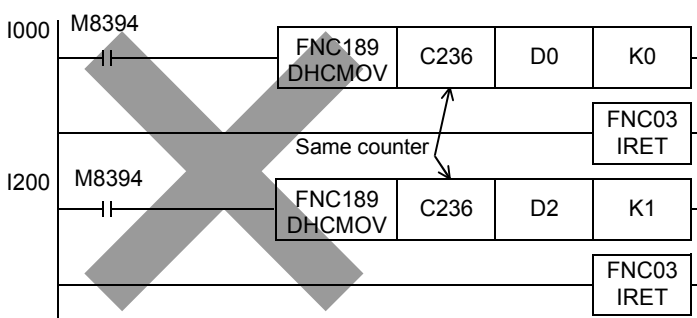 I000 M8394 FNC189 DHCMOV C236 D0 K0
FNC03 IRET
Same counter
I200 M8394 FNC189 DHCMOV C236 D2 K1
FNC03 IRET